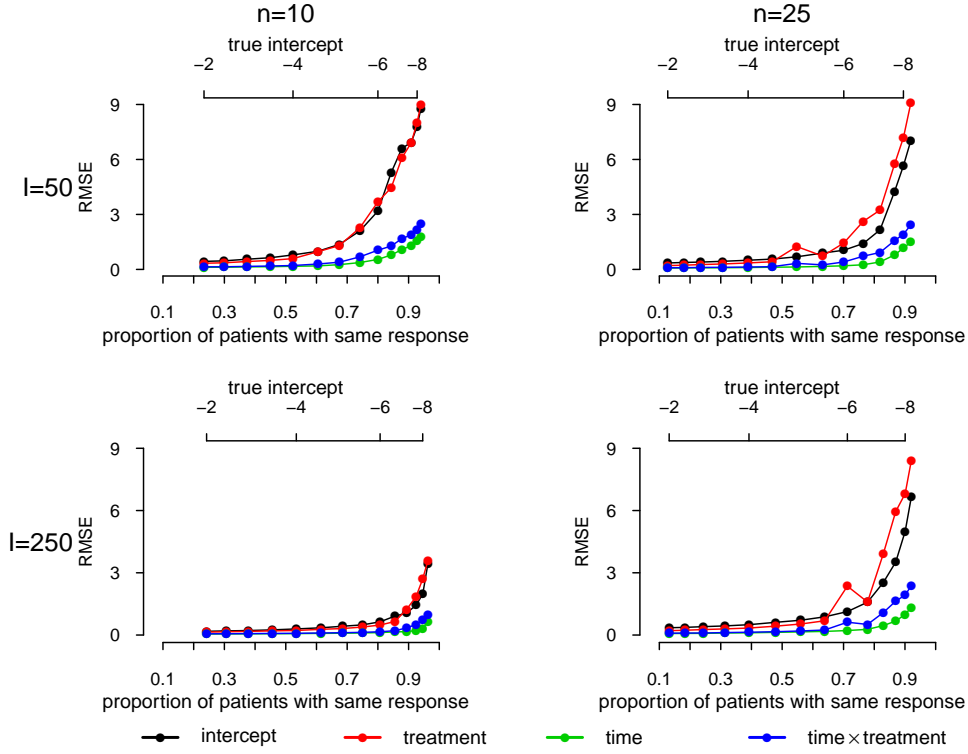 n=10 n=25
true intercept true intercept
−2 −4 −6 −8 −2 −4 −6 −8
I=50
RMSE RMSE
9 9
6 6
3 3
0 0
0.1 0.3 0.5 0.7 0.9 0.1 0.3 0.5 0.7 0.9
proportion of patients with same response proportion of patients with same response
true intercept true intercept
−2 −4 −6 −8 −2 −4 −6 −8
I=250
RMSE RMSE
9 9
6 6
3 3
0 0
0.1 0.3 0.5 0.7 0.9 0.1 0.3 0.5 0.7 0.9
proportion of patients with same response proportion of patients with same response
intercept treatment time time×treatment